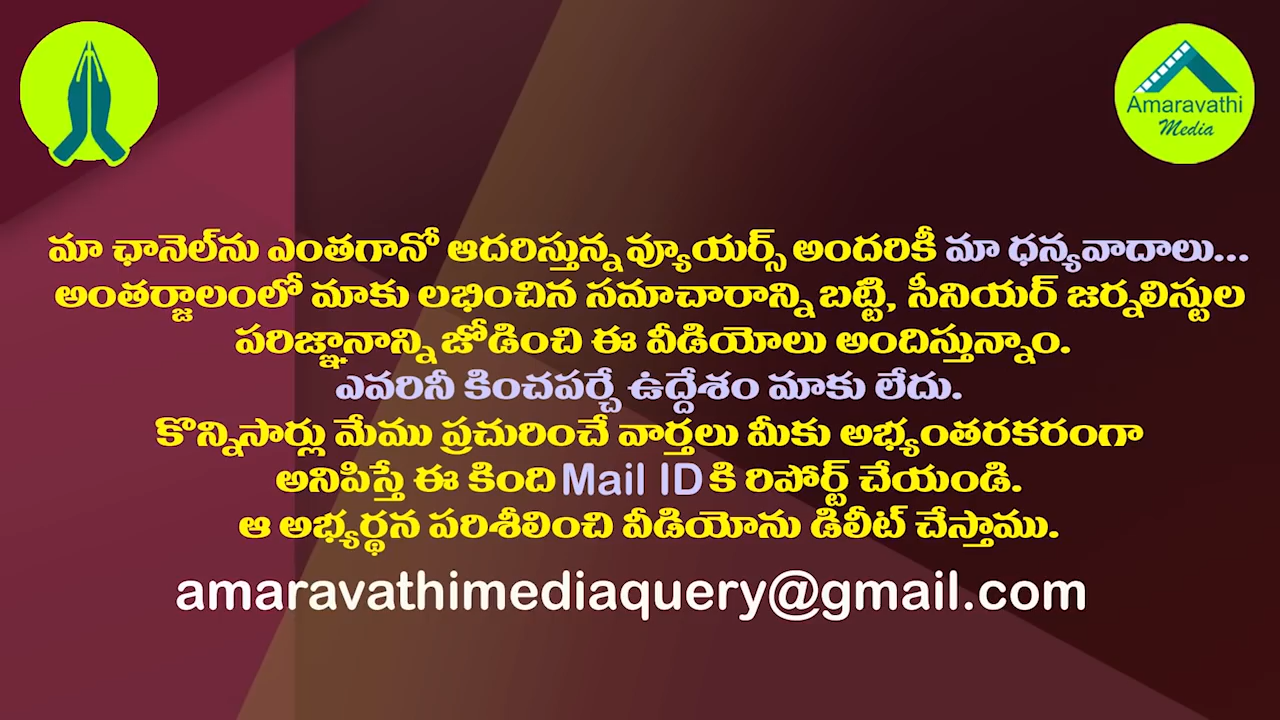 Amaravathi
Media
మా ఛానెల్‌ను ఎంతగానో ఆదరిస్తున్న వ్యూయర్స్ అందరికీ మా ధన్యవాదాలు...
అంతర్జాలంలో మాకు లభించిన సమాచారాన్ని బట్టి, సీనియర్ జర్నలిస్టుల
పరిజ్ఞానాన్ని జోడించి ఈ వీడియోలు అందిస్తున్నాం.
ఎవరినీ కించపర్చే ఉద్దేశం మాకు లేదు.
కొన్నిసార్లు మేము ప్రచురించే వార్తలు మీకు అభ్యంతరకరంగా
అనిపిస్తే ఈ కింది Mail ID కి రిపోర్ట్ చేయండి.
ఆ అభ్యర్థన పరిశీలించి వీడియోను డిలీట్ చేస్తాము.
amaravathimediaquery@gmail.com